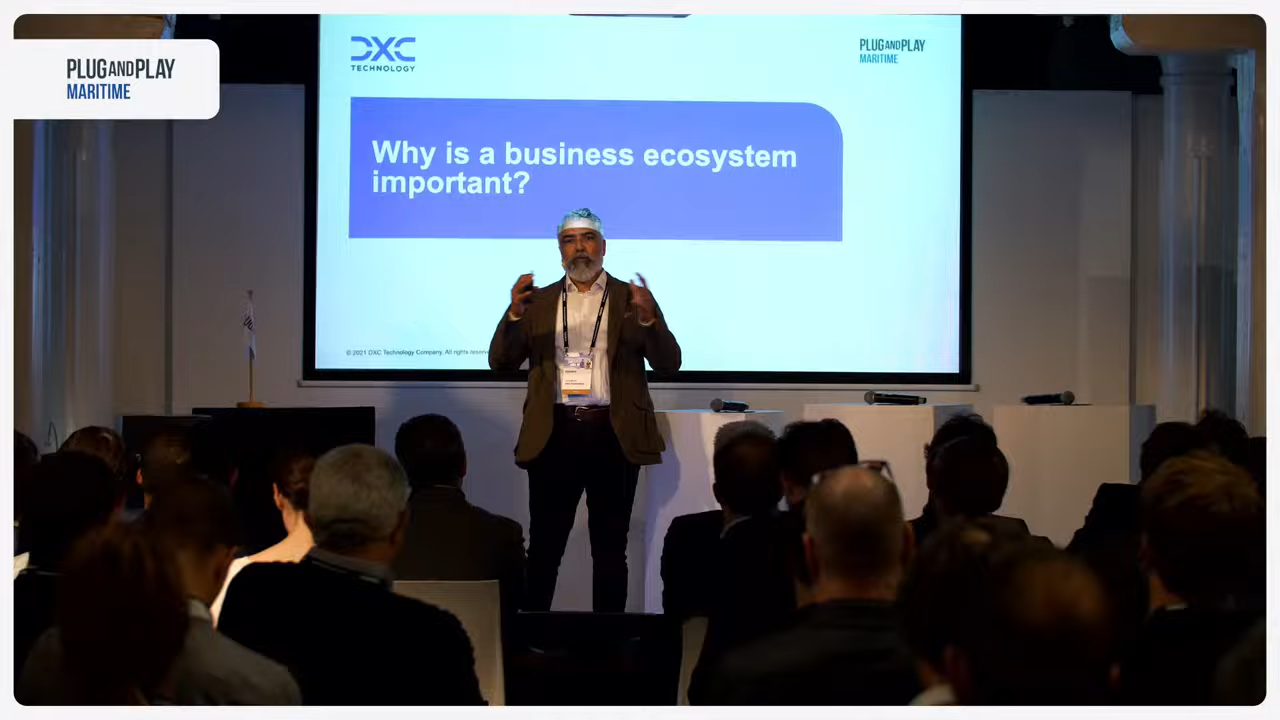 PLUGANDPLAY
MARITIME
DXC
TECHNOLOGY
PLUGANDPLAY
MARITIME
Why is a business ecosystem
important?
© 2021 DXC Technology Company. All rights